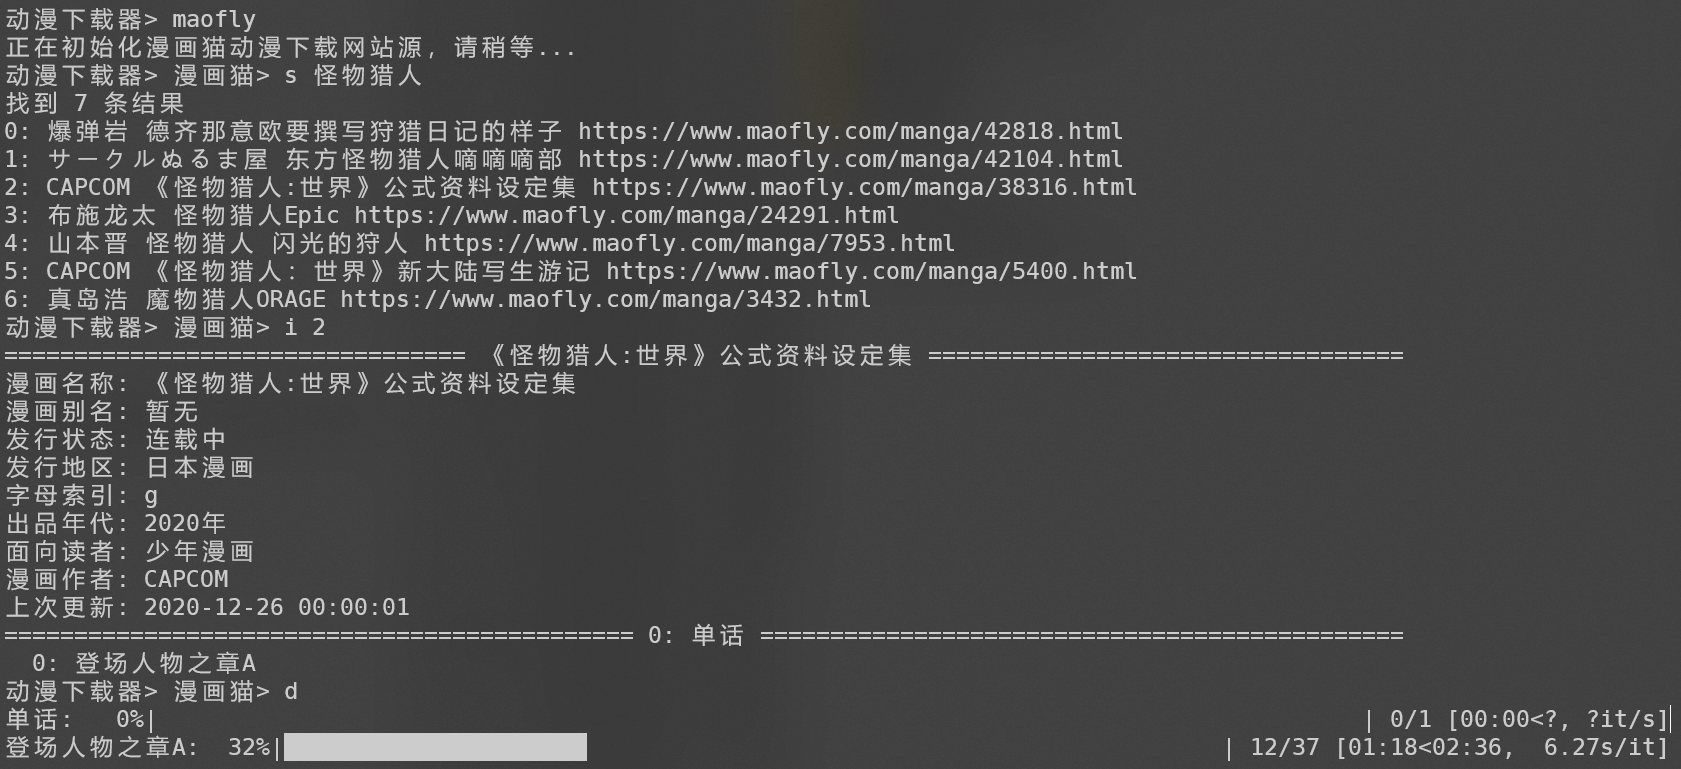 动漫下载器> maofly
正在初始化漫画猫动漫下载网站源，请稍等...
动漫下载器> 漫画猫> s 怪物猎人
找到 7 条结果
0: 爆弹岩 德齐那意欧要撰写狩猎日记的样子 https://www.maofly.com/manga/42818.html
1: サークルぬるま屋 东方怪物猎人嘀嘀嘀部 https://www.maofly.com/manga/42104.html
2: CAPCOM 《怪物猎人:世界》公式资料设定集 https://www.maofly.com/manga/38316.html
3: 布施龙太 怪物猎人Epic https://www.maofly.com/manga/24291.html
4: 山本晋 怪物猎人 闪光的狩人 https://www.maofly.com/manga/7953.html
5: CAPCOM 《怪物猎人: 世界》新大陆写生游记 https://www.maofly.com/manga/5400.html
6: 真岛浩 魔物猎人ORAGE https://www.maofly.com/manga/3432.html
动漫下载器> 漫画猫> i 2
================================= 《怪物猎人:世界》公式资料设定集 ==================================
漫画名称: 《怪物猎人:世界》公式资料设定集
漫画别名: 暂无
发行状态: 连载中
发行地区: 日本漫画
字母索引: g
出品年代: 2020年
面向读者: 少年漫画
漫画作者: CAPCOM
上次更新: 2020-12-26 00:00:01
============================================= 0: 单话 ==============================================
  0: 登场人物之章A
动漫下载器> 漫画猫> d
单话:   0%| | 0/1 [00:00<?, ?it/s]
登场人物之章A:  32%| | 12/37 [01:18<02:36,  6.27s/it]